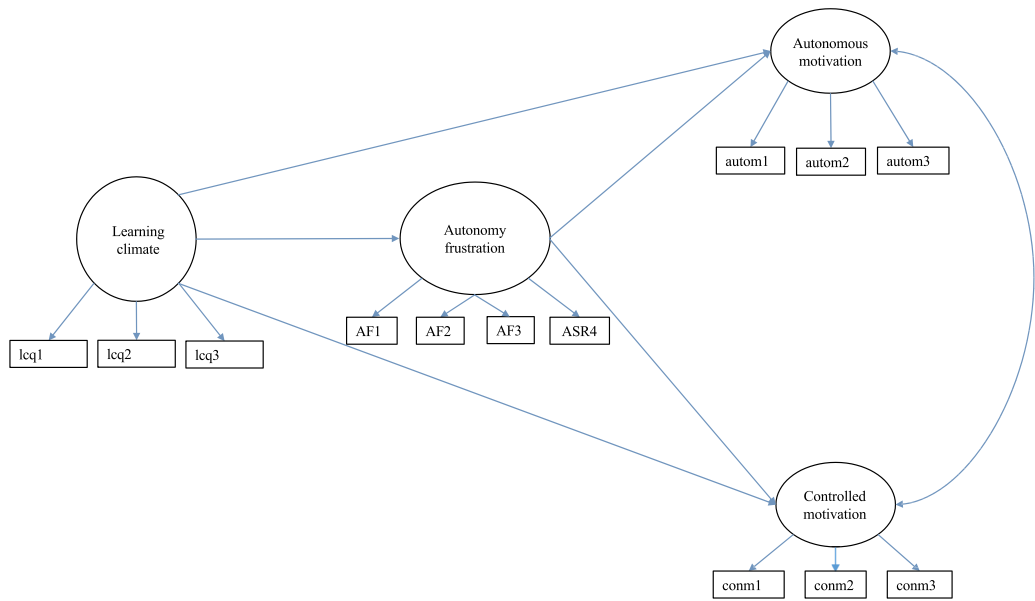 Autonomous
motivation
autom1
autom2
autom3
Learning
climate
Autonomy
frustration
AF1
AF2
AF3
ASR4
lcq1
lcq2
lcq3
Controlled
motivation
conm1
conm2
conm3